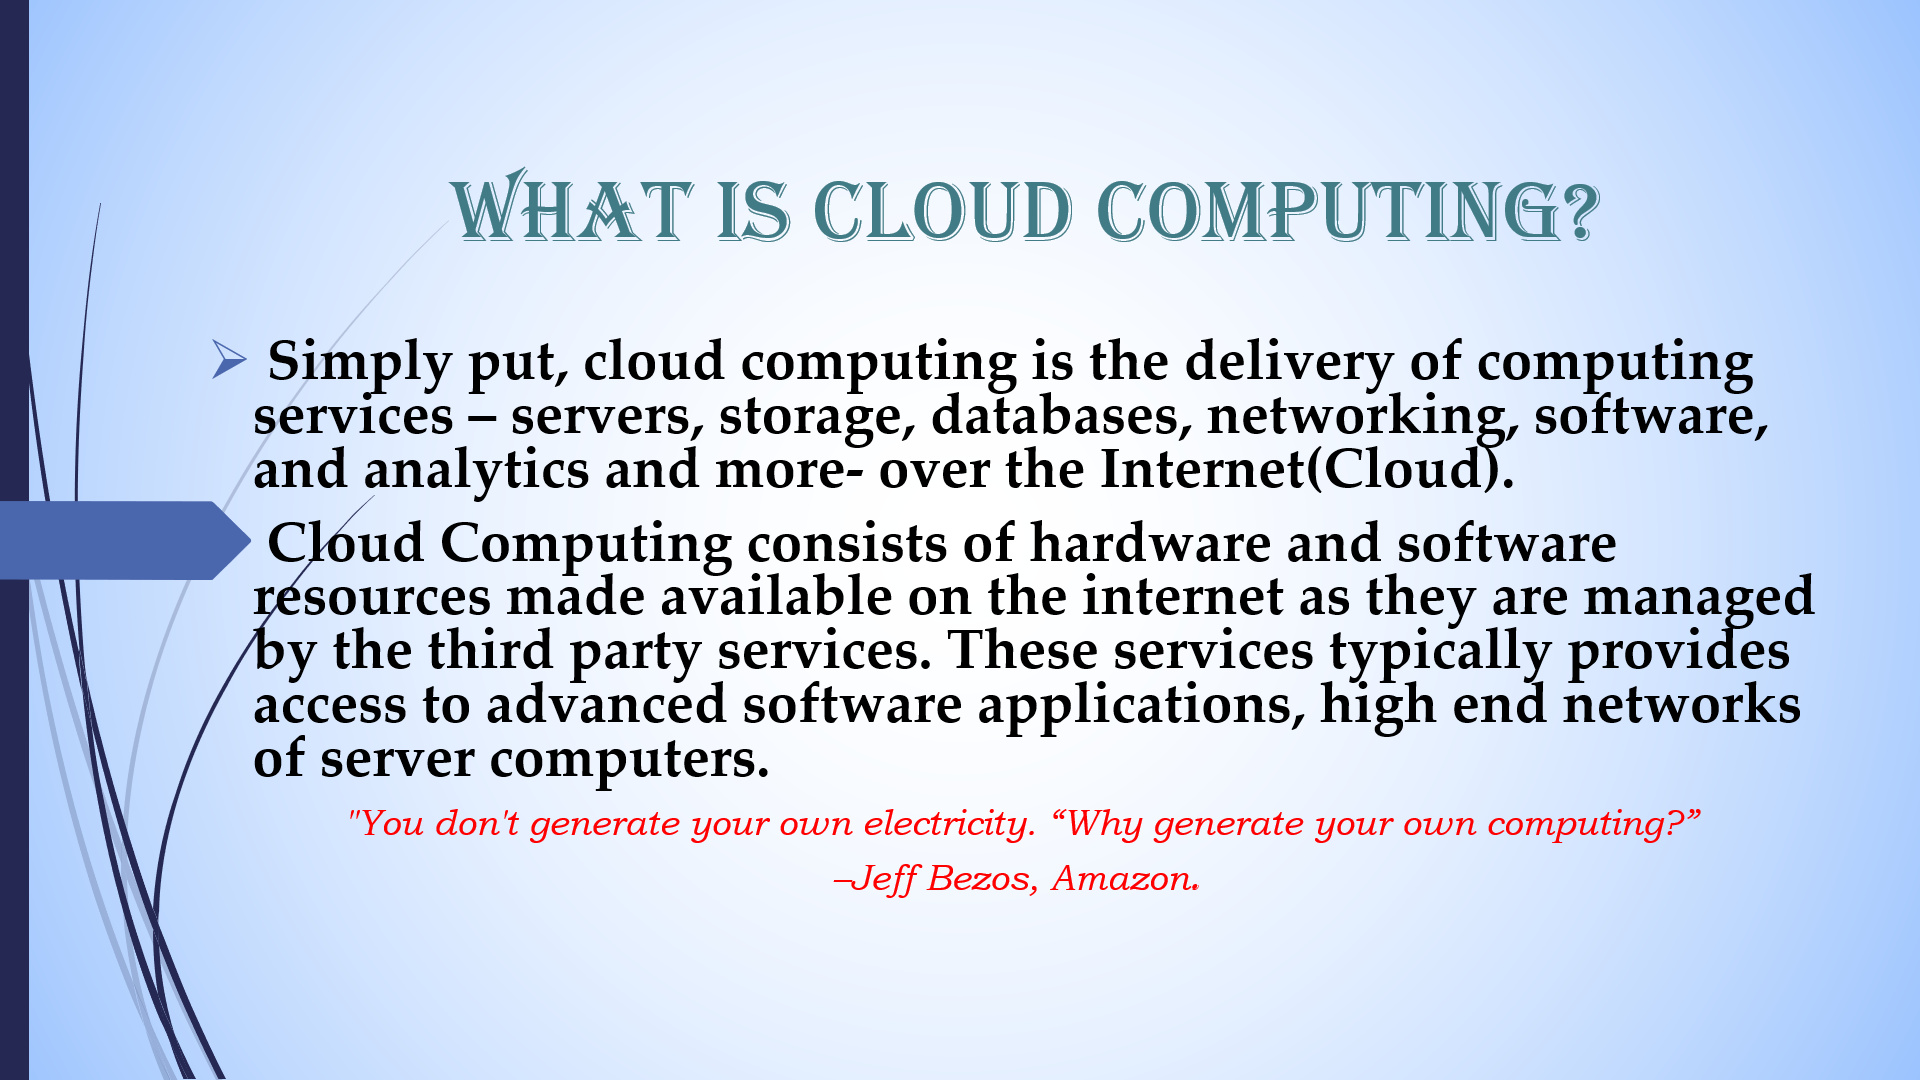 WHAT IS CLOUD COMPUTING?
➢ Simply put, cloud computing is the delivery of computing
services – servers, storage, databases, networking, software,
and analytics and more- over the Internet(Cloud).
Cloud Computing consists of hardware and software
resources made available on the internet as they are managed
by the third party services. These services typically provides
access to advanced software applications, high end networks
of server computers.
"You don't generate your own electricity. “Why generate your own computing?”
–Jeff Bezos, Amazon.